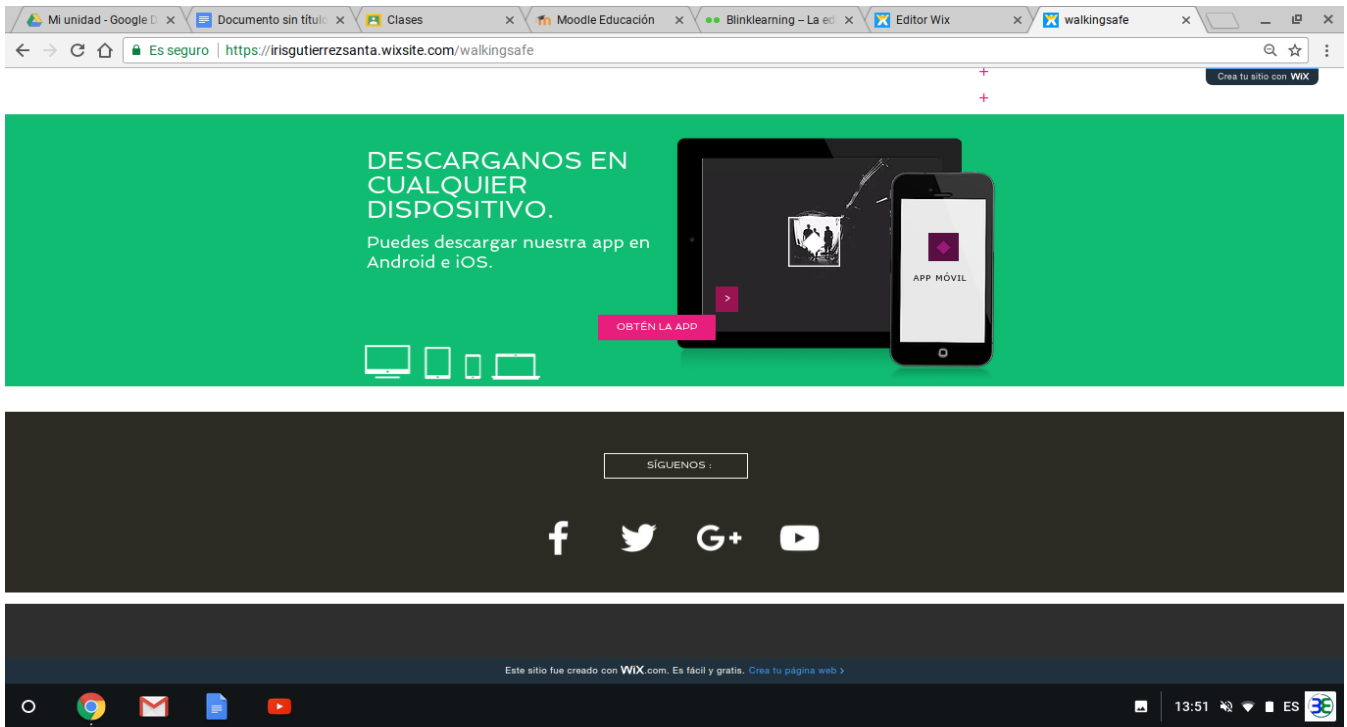 Mi unidad - Google D
Documento sin título
Clases
Moodle Educación
Blinklearning – La ed
Editor Wix
walkingsafe
Es seguro
https://irisgutierrezsanta.wixsite.com/walkingsafe
+
Crea tu sitio con WiX
+
DESCARGANOS EN
CUALQUIER
DISPOSITIVO.
Puedes descargar nuestra app en
Android e iOS.
APP MÓVIL
>
OBTÉN LA APP
SÍGUENOS :
f
G+
Este sitio fue creado con WiX.com. Es fácil y gratis. Crea tu página web >
13:51
ES